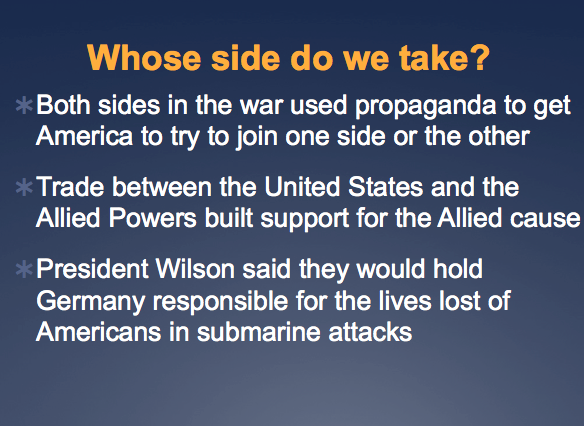 Whose side do we take?
Both sides in the war used propaganda to get
America to try to join one side or the other
Trade between the United States and the
Allied Powers built support for the Allied cause
President Wilson said they would hold
Germany responsible for the lives lost of
Americans in submarine attacks